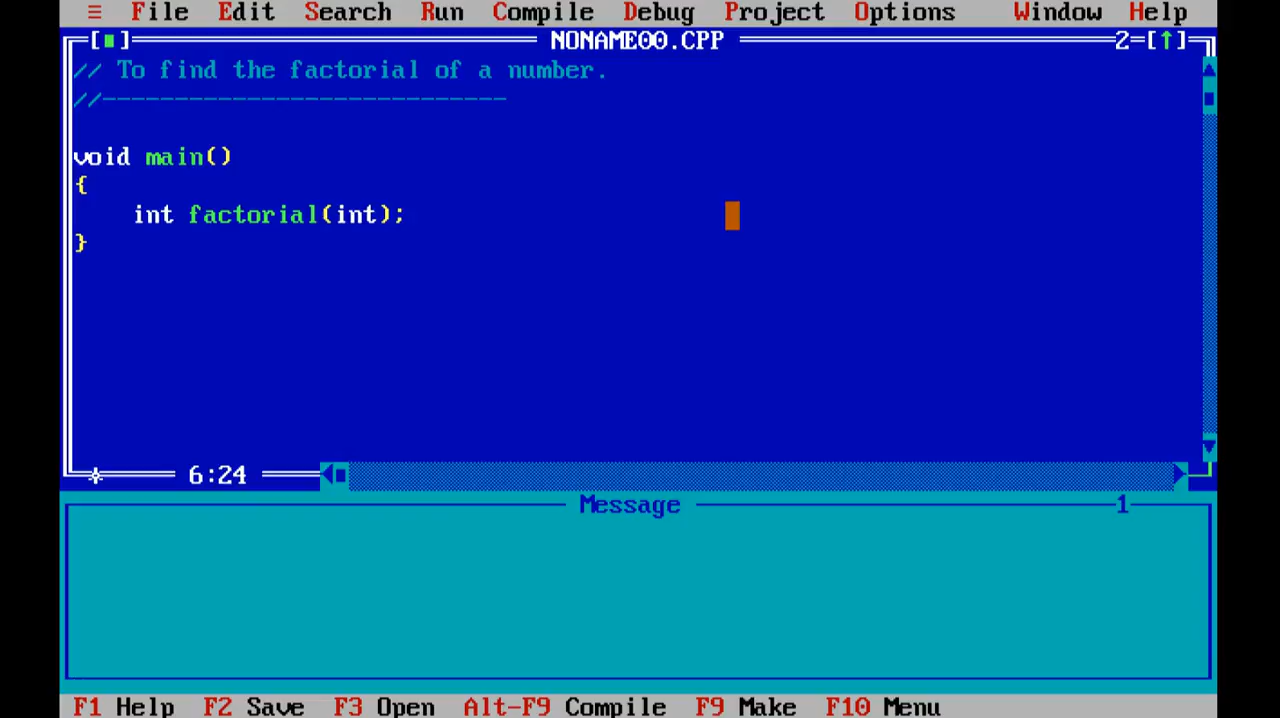 ≡ File Edit Search Run Compile Debug Project Options Window Help
[■] NONAME00.CPP 2=[↑]
// To find the factorial of a number.
//----------------------------
void main()
{
    int factorial(int);
}
6:24
Message 1
F1 Help F2 Save F3 Open Alt-F9 Compile F9 Make F10 Menu